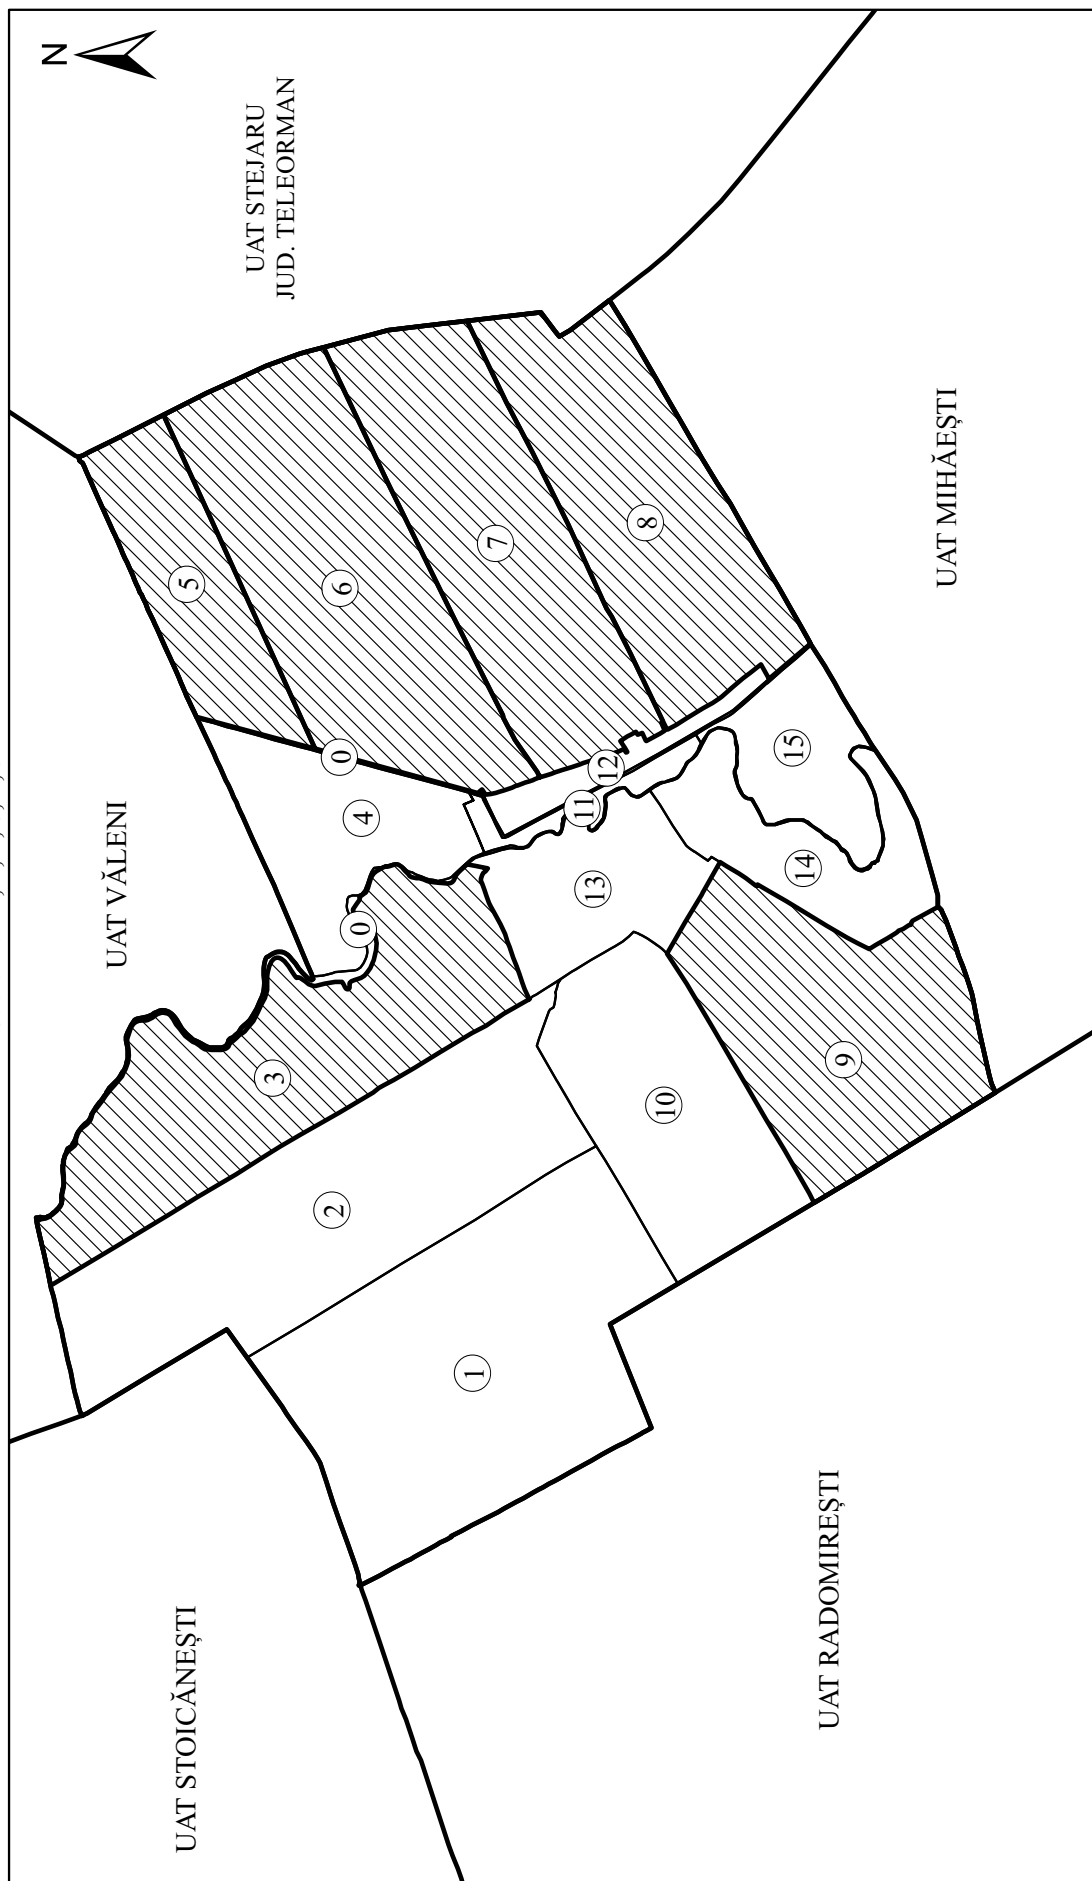 N
UAT STOICĂNEȘTI
UAT VĂLENI
UAT STEJARU
JUD. TELEORMAN
UAT RADOMIREȘTI
UAT MIHĂEȘTI
1
2
3
0
4
0
5
6
7
8
9
10
11
12
13
14
15